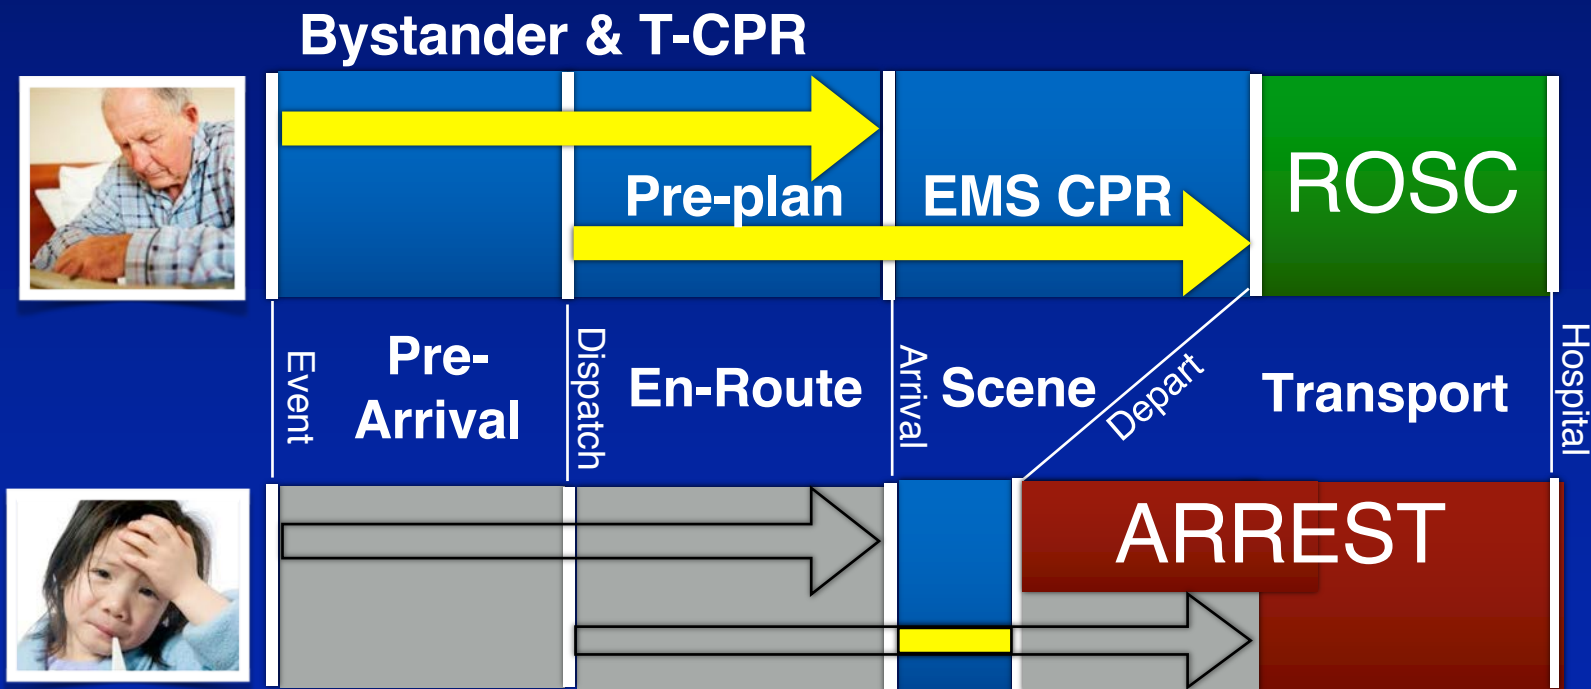 Bystander & T-CPR
Pre-plan
EMS CPR
ROSC
Event
Pre-
Arrival
Dispatch
En-Route
Arrival
Scene
Depart
Transport
Hospital
ARREST